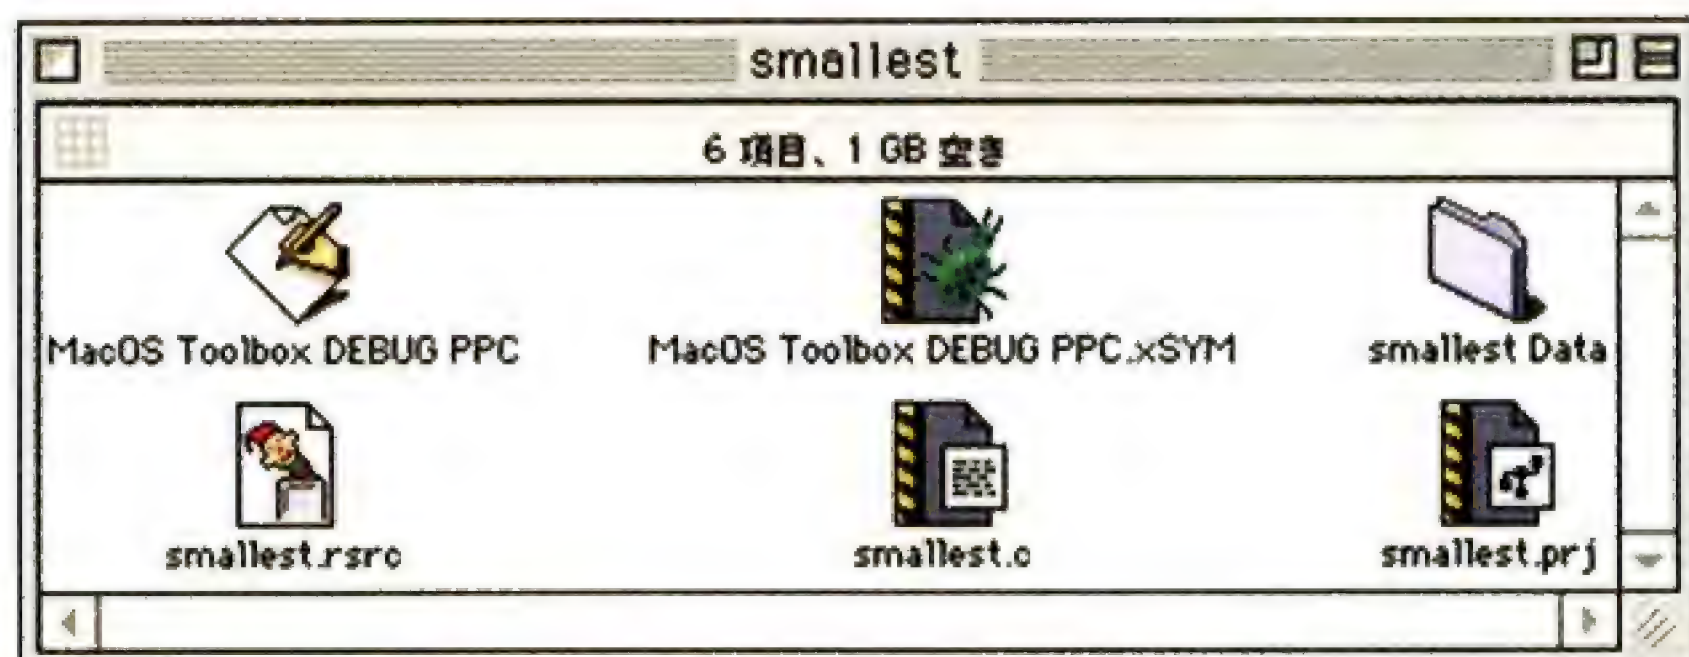 smallest
6 項目、1 GB 空き
MacOS Toolbox DEBUG PPC
MacOS Toolbox DEBUG PPC.xSYM
smallest Data
smallest.rsrc
smallest.c
smallest.prj